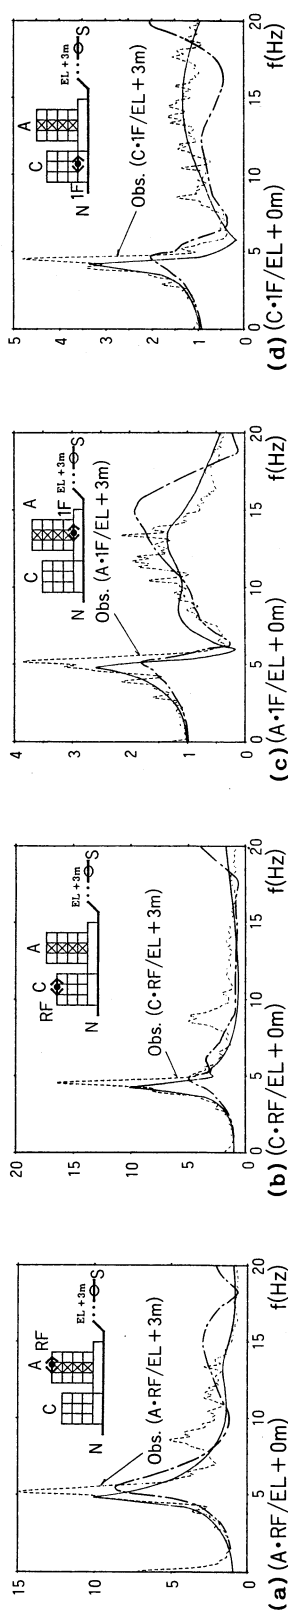 15
10
5
0
5
10
15
20
f(Hz)
A RF
C
EL +3m
N
S
Obs. (A•RF/EL + 3m)
(a) (A•RF/EL + 0m)
20
15
10
5
0
5
10
15
20
f(Hz)
RF
C
A
EL +3m
N
S
Obs. (C•RF/EL + 3m)
(b) (C•RF/EL + 0m)
4
3
2
1
0
5
10
15
20
f(Hz)
C
A
1F EL +3m
N
S
Obs. (A•1F/EL + 3m)
(c) (A•1F/EL + 0m)
5
4
3
2
1
0
5
10
15
20
f(Hz)
C
A
EL +3m
N 1F
S
Obs. (C•1F/EL + 3m)
(d) (C•1F/EL + 0m)